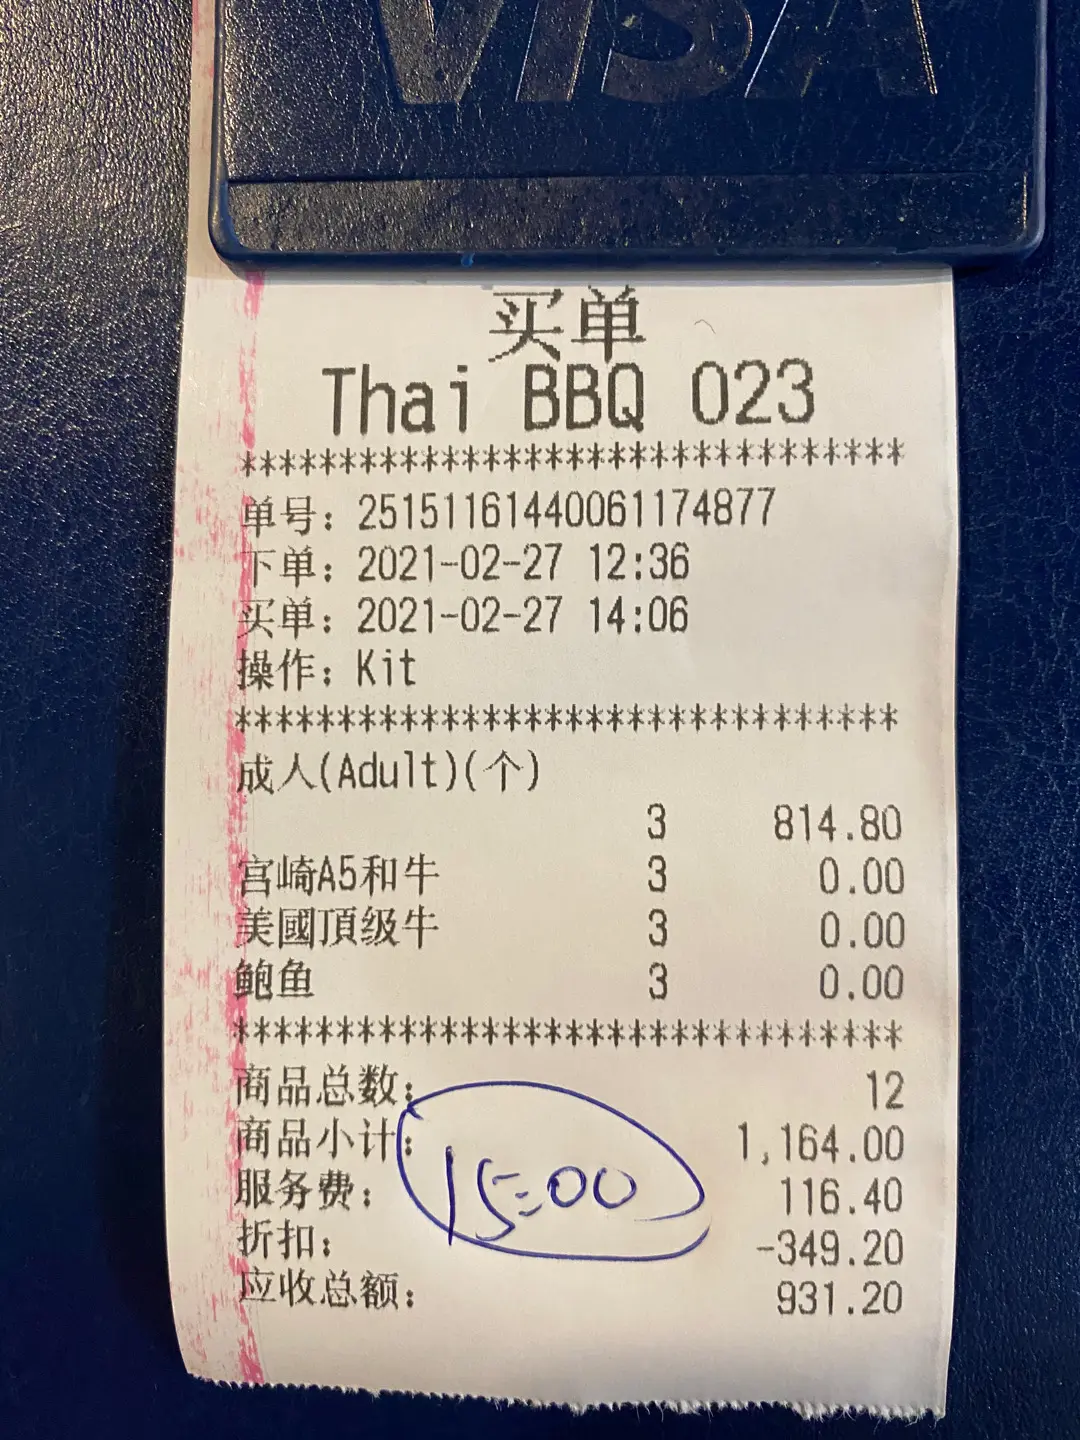 VISA
买单
Thai BBQ 023
*********************************
单号: 25151161440061174877
下单: 2021-02-27 12:36
买单: 2021-02-27 14:06
操作: Kit
*********************************
成人(Adult)(个)
3 814.80
宫崎A5和牛 3 0.00
美國頂级牛 3 0.00
鲍鱼 3 0.00
*********************************
商品总数: 12
商品小计: 1,164.00
15:00
服务费: 116.40
折扣: -349.20
应收总额: 931.20